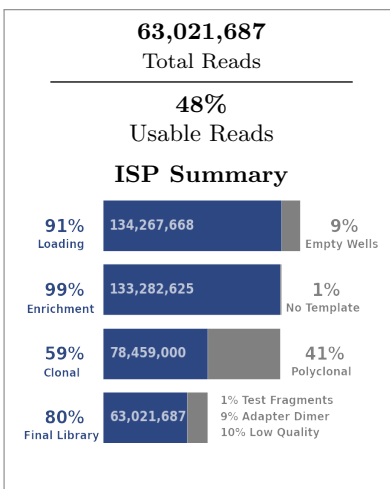 63,021,687
Total Reads
48%
Usable Reads
ISP Summary
91%
Loading
134,267,668
9%
Empty Wells
99%
Enrichment
133,282,625
1%
No Template
59%
Clonal
78,459,000
41%
Polyclonal
80%
Final Library
63,021,687
1% Test Fragments
9% Adapter Dimer
10% Low Quality